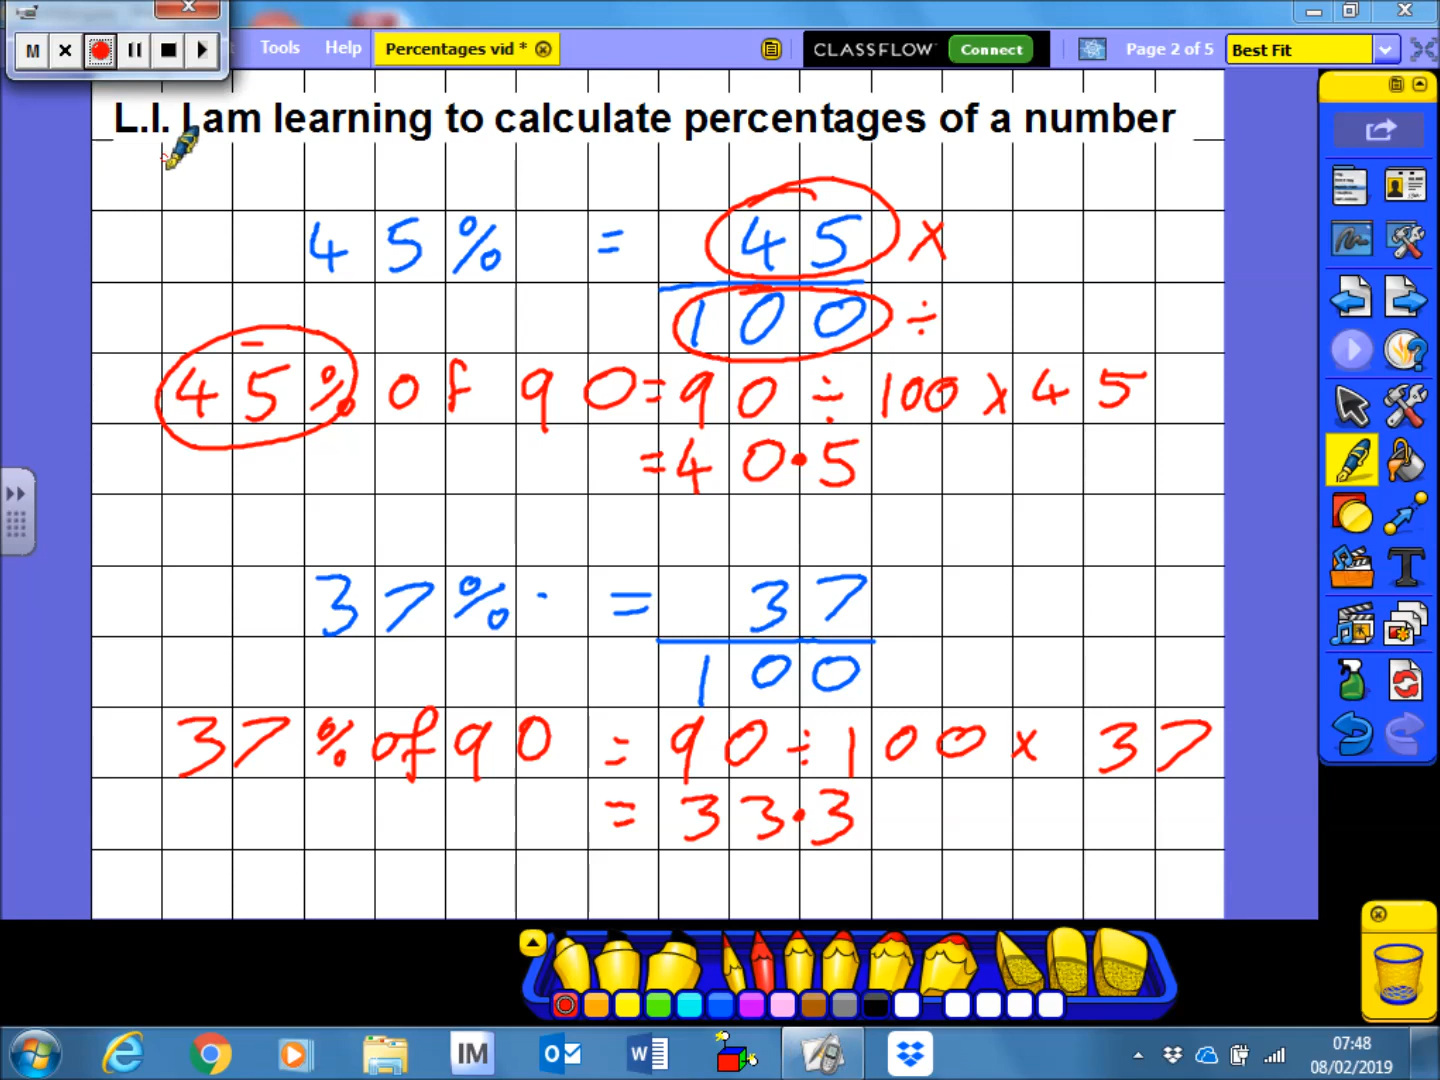 M
Tools Help Percentages vid * CLASSFLOW Connect Page 2 of 5 Best Fit
L.I. I am learning to calculate percentages of a number
45% = 45 ×
100 ÷
45% of 90 = 90 ÷ 100 × 45
= 40.5
37% = 37
100
37% of 90 = 90 ÷ 100 × 37
= 33.3
IM
07:48
08/02/2019